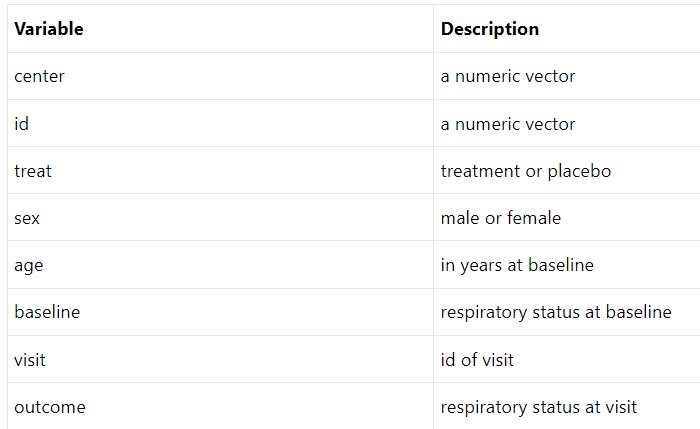 Variable Description
center a numeric vector
id a numeric vector
treat treatment or placebo
sex male or female
age in years at baseline
baseline respiratory status at baseline
visit id of visit
outcome respiratory status at visit